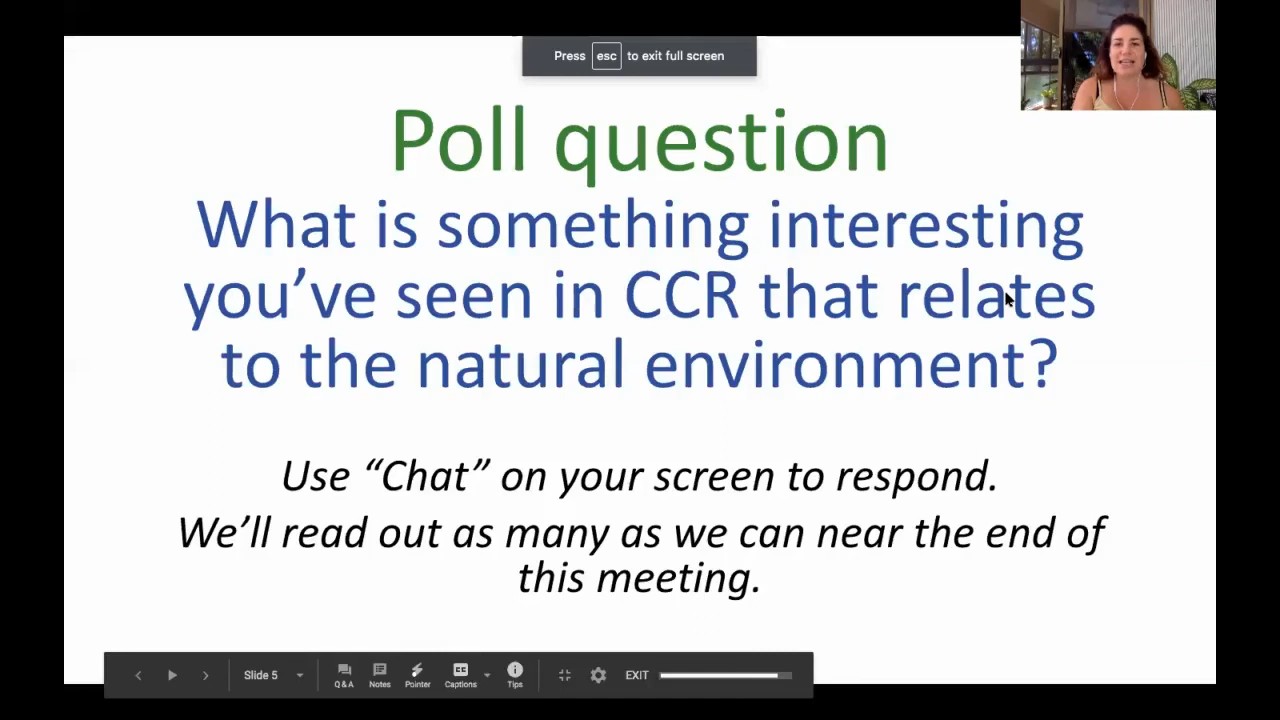 Press esc to exit full screen
Poll question
What is something interesting
you’ve seen in CCR that relates
to the natural environment?
Use “Chat” on your screen to respond.
We’ll read out as many as we can near the end of
this meeting.
Slide 5
Q&A
Notes
Pointer
CC
Captions
Tips
EXIT